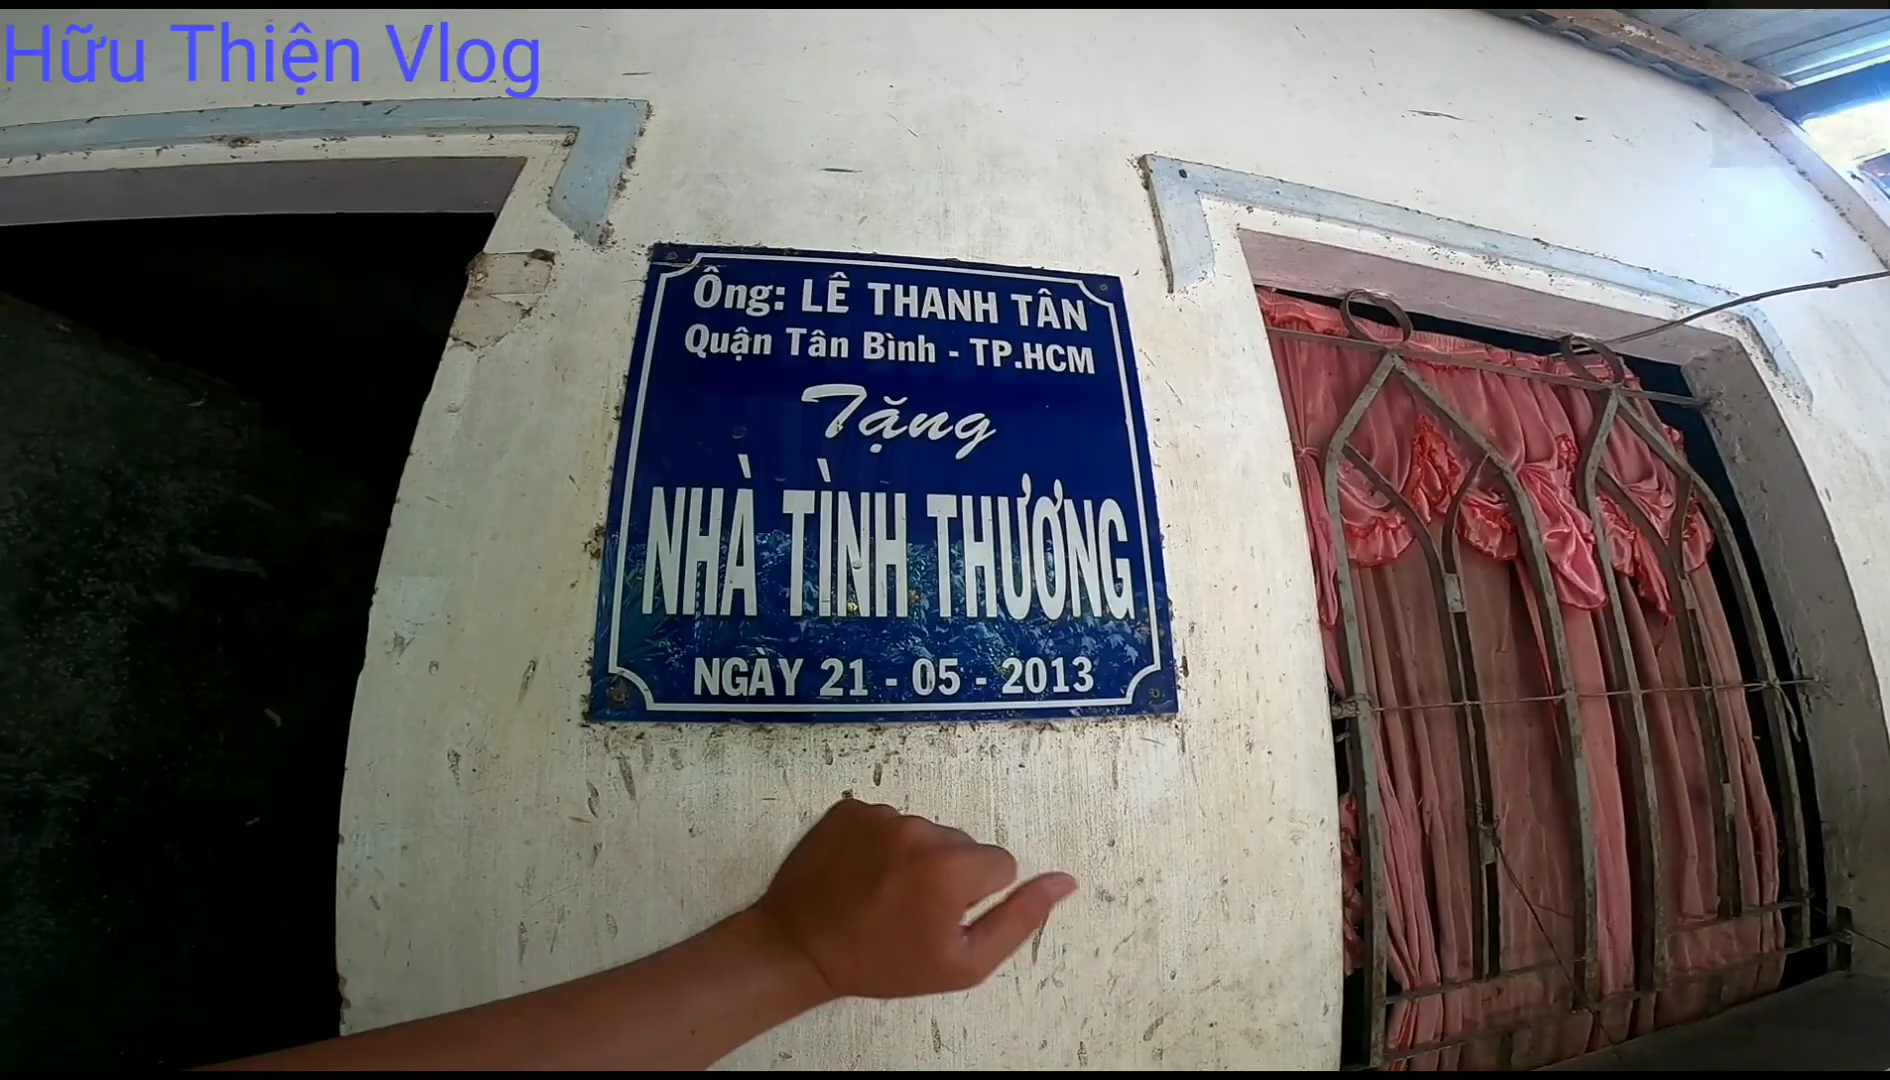 Hữu Thiện Vlog
Ông: LÊ THANH TÂN
Quận Tân Bình - TP.HCM
Tặng
NHÀ TÌNH THƯƠNG
NGÀY 21 - 05 - 2013